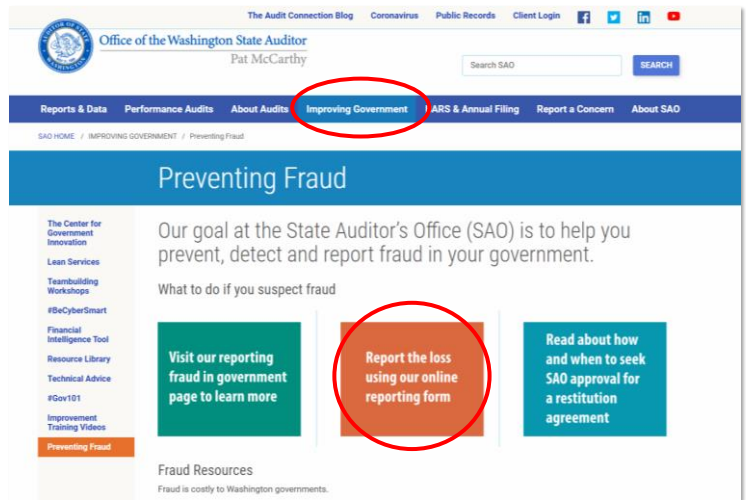 The Audit Connection Blog Coronavirus Public Records Client Login
Office of the Washington State Auditor
Pat McCarthy
Search SAO
SEARCH
Reports & Data Performance Audits About Audits Improving Government BARS & Annual Filing Report a Concern About SAO
SAO HOME / IMPROVING GOVERNMENT / Preventing Fraud
Preventing Fraud
The Center for
Government
Innovation
Lean Services
Teambuilding
Workshops
#BeCyberSmart
Financial
Intelligence Tool
Resource Library
Technical Advice
#Gov101
Improvement
Training Videos
Preventing Fraud
Our goal at the State Auditor's Office (SAO) is to help you
prevent, detect and report fraud in your government.
What to do if you suspect fraud
Visit our reporting
fraud in government
page to learn more
Report the loss
using our online
reporting form
Read about how
and when to seek
SAO approval for
a restitution
agreement
Fraud Resources
Fraud is costly to Washington governments.